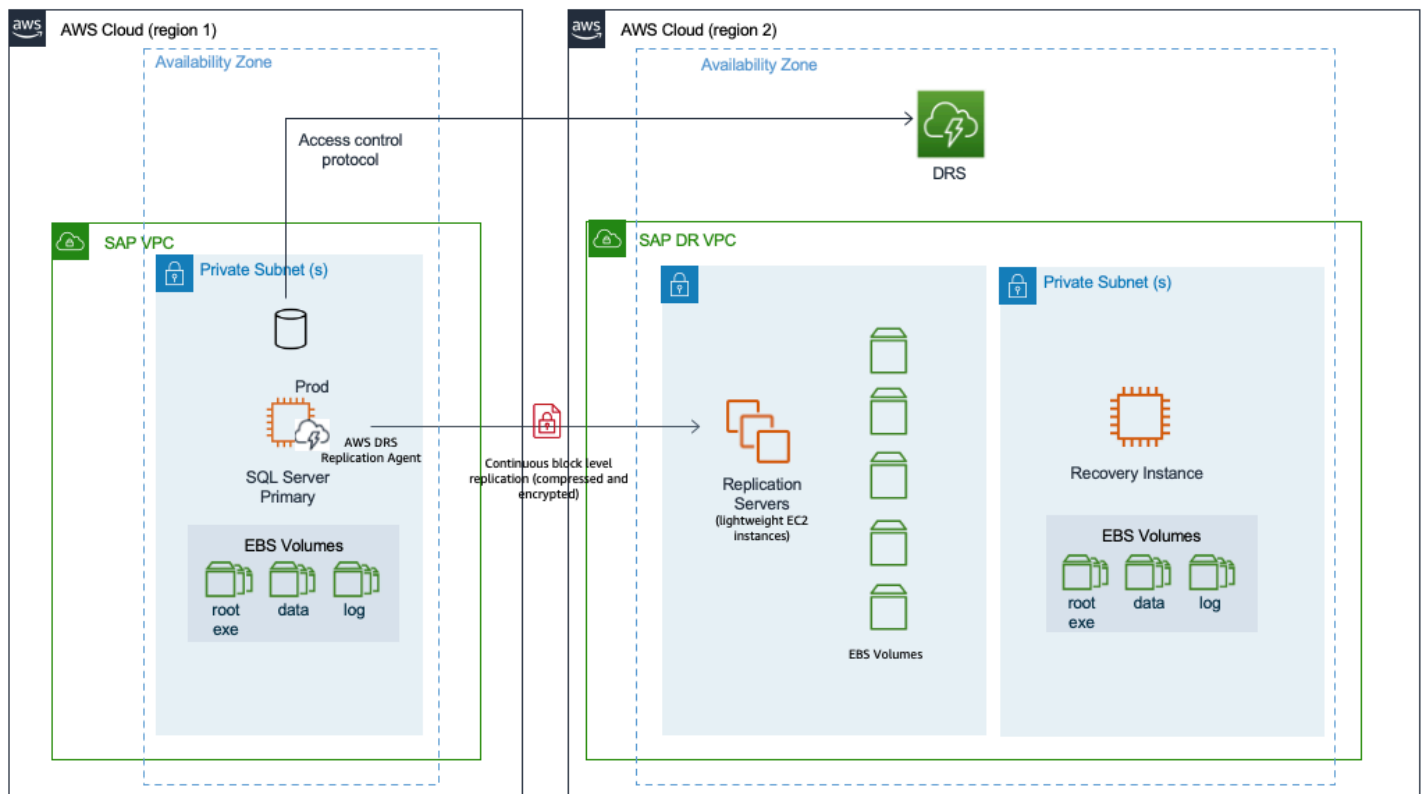 aws
AWS Cloud (region 1)
Availability Zone
Access control
protocol
SAP VPC
Private Subnet (s)
Prod
AWS DRS
Replication Agent
SQL Server
Primary
EBS Volumes
root
exe
data
log
Continuous block level
replication (compressed and
encrypted)
aws
AWS Cloud (region 2)
Availability Zone
DRS
SAP DR VPC
Replication
Servers
(lightweight EC2
instances)
EBS Volumes
Private Subnet (s)
Recovery Instance
EBS Volumes
root
exe
data
log